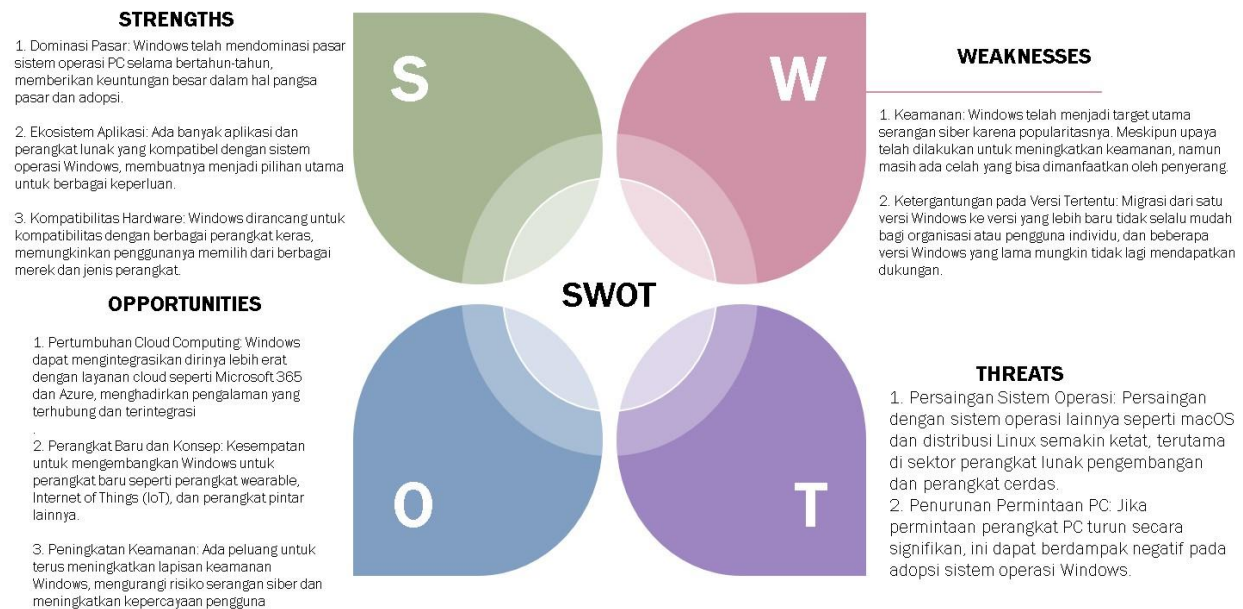 STRENGTHS
1. Dominasi Pasar: Windows telah mendominasi pasar
sistem operasi PC selama bertahun-tahun,
memberikan keuntungan besar dalam hal pangsa
pasar dan adopsi.
2. Ekosistem Aplikasi: Ada banyak aplikasi dan
perangkat lunak yang kompatibel dengan sistem
operasi Windows, membuatnya menjadi pilihan utama
untuk berbagai keperluan.
3. Kompatibilitas Hardware: Windows dirancang untuk
kompatibilitas dengan berbagai perangkat keras,
memungkinkan penggunanya memilih dari berbagai
merek dan jenis perangkat.
S
W
WEAKNESSES
1. Keamanan: Windows telah menjadi target utama
serangan siber karena popularitasnya. Meskipun upaya
telah dilakukan untuk meningkatkan keamanan, namun
masih ada celah yang bisa dimanfaatkan oleh penyerang.
2. Ketergantungan pada Versi Tertentu: Migrasi dari satu
versi Windows ke versi yang lebih baru tidak selalu mudah
bagi organisasi atau pengguna individu, dan beberapa
versi Windows yang lama mungkin tidak lagi mendapatkan
dukungan.
SWOT
OPPORTUNITIES
1. Pertumbuhan Cloud Computing: Windows
dapat mengintegrasikan dirinya lebih erat
dengan layanan cloud seperti Microsoft 365
dan Azure, menghadirkan pengalaman yang
terhubung dan terintegrasi
.
2. Perangkat Baru dan Konsep: Kesempatan
untuk mengembangkan Windows untuk
perangkat baru seperti perangkat wearable,
Internet of Things (IoT), dan perangkat pintar
lainnya.
3. Peningkatan Keamanan: Ada peluang untuk
terus meningkatkan lapisan keamanan
Windows, mengurangi risiko serangan siber dan
meningkatkan kepercayaan pengguna
O
T
THREATS
1. Persaingan Sistem Operasi: Persaingan
dengan sistem operasi lainnya seperti macOS
dan distribusi Linux semakin ketat, terutama
di sektor perangkat lunak pengembangan
dan perangkat cerdas.
2. Penurunan Permintaan PC: Jika
permintaan perangkat PC turun secara
signifikan, ini dapat berdampak negatif pada
adopsi sistem operasi Windows.